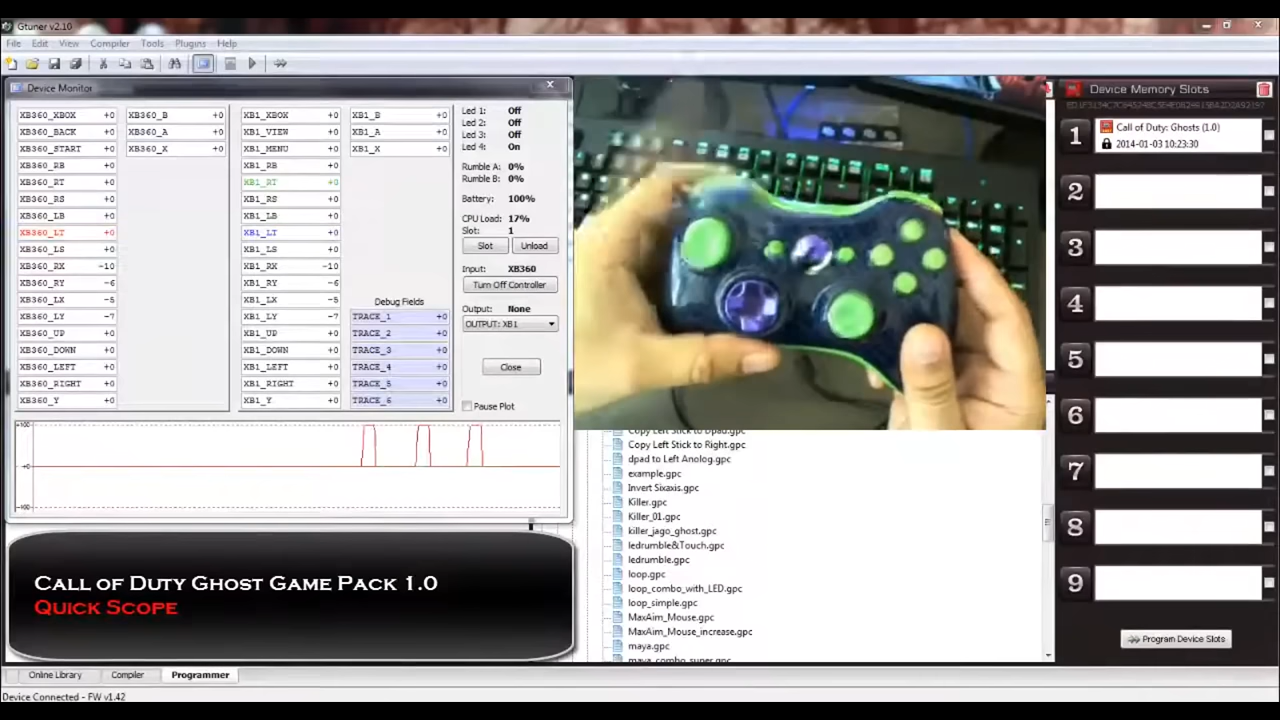 Gtuner v2.10
File Edit View Compiler Tools Plugins Help
Device Monitor
XB360_XBOX +0
XB360_BACK +0
XB360_START +0
XB360_RB +0
XB360_RT +0
XB360_RS +0
XB360_LB +0
XB360_LT +0
XB360_LS +0
XB360_RX -10
XB360_RY -6
XB360_LX -5
XB360_LY -7
XB360_UP +0
XB360_DOWN +0
XB360_LEFT +0
XB360_RIGHT +0
XB360_Y +0
XB360_B +0
XB360_A +0
XB360_X +0
XB1_XBOX +0
XB1_VIEW +0
XB1_MENU +0
XB1_RB +0
XB1_RT +0
XB1_RS +0
XB1_LB +0
XB1_LT +0
XB1_LS +0
XB1_RX -10
XB1_RY -6
XB1_LX -5
XB1_LY -7
XB1_UP +0
XB1_DOWN +0
XB1_LEFT +0
XB1_RIGHT +0
XB1_Y +0
XB1_B +0
XB1_A +0
XB1_X +0
Debug Fields
TRACE_1 +0
TRACE_2 +0
TRACE_3 +0
TRACE_4 +0
TRACE_5 +0
TRACE_6 +0
Led 1: Off
Led 2: Off
Led 3: Off
Led 4: On
Rumble A: 0%
Rumble B: 0%
Battery: 100%
CPU Load: 17%
Slot: 1
Slot Unload
Input: XB360
Turn Off Controller
Output: None
OUTPUT: XB1
Close
Pause Plot
+100
+0
-100
Call of Duty Ghost Game Pack 1.0
Quick Scope
Copy Left Stick to Dpad.gpc
Copy Left Stick to Right.gpc
dpad to Left Anolog.gpc
example.gpc
Invert Sixaxis.gpc
Killer.gpc
Killer_01.gpc
killer_jago_ghost.gpc
ledrumble&Touch.gpc
ledrumble.gpc
loop.gpc
loop_combo_with_LED.gpc
loop_simple.gpc
MaxAim_Mouse.gpc
MaxAim_Mouse_increase.gpc
maya.gpc
maya_combo_super.gpc
Device Memory Slots
1 Call of Duty: Ghosts (1.0)
2014-01-03 10:23:30
2
3
4
5
6
7
8
9
Program Device Slots
Online Library Compiler Programmer
Device Connected - FW v1.42